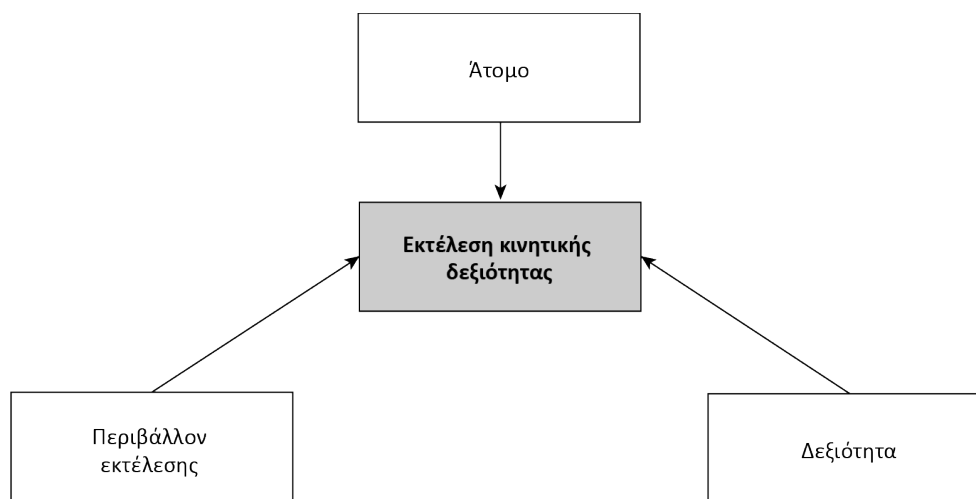 Άτομο
Εκτέλεση κινητικής
δεξιότητας
Περιβάλλον
εκτέλεσης
Δεξιότητα